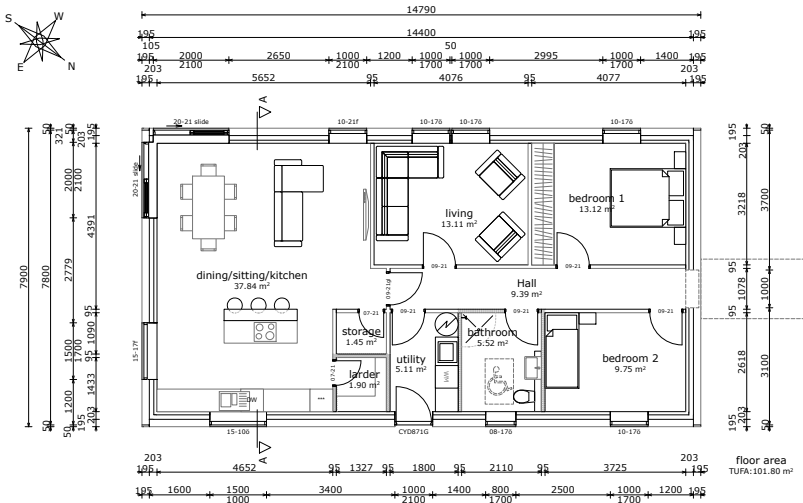 14790
195 14400 195
105 50
195 2000 2650 1000 1200 1000 1000 2995 1000 1400 195
2100 2100 1700 1700 1700
203 203
195 5652 95 4076 95 4077 195
S W
E N
A
20-21 slide 10-21f 10-176 10-176 10-176
7900
50 7800 50
321 50 2000 2779 1500 1200 50
203 2100 1700 195
195 4391 95 1090 95 1433 203
20-21 slide
15-17f
living
13.11 m²
bedroom 1
13.12 m²
dining/sitting/kitchen
37.84 m²
09-21 09-21
09-21gl
Hall
9.39 m²
07-21 09-21 09-21 09-21
storage
1.45 m²
bathroom
5.52 m²
utility
5.11 m²
bedroom 2
9.75 m²
larder
1.90 m²
07-21
WM
DW
15-106 CYD871G 08-176 10-176
A
195 203 3218 95 1078 95 2618 203 195
50 3700 1000 3100 50
floor area
TUFA:101.80 m²
203 203
195 4652 95 1327 95 1800 95 2110 95 3725 195
195 1600 1500 3400 1000 1400 800 2500 1000 1200 195
1000 2100 1700 1700